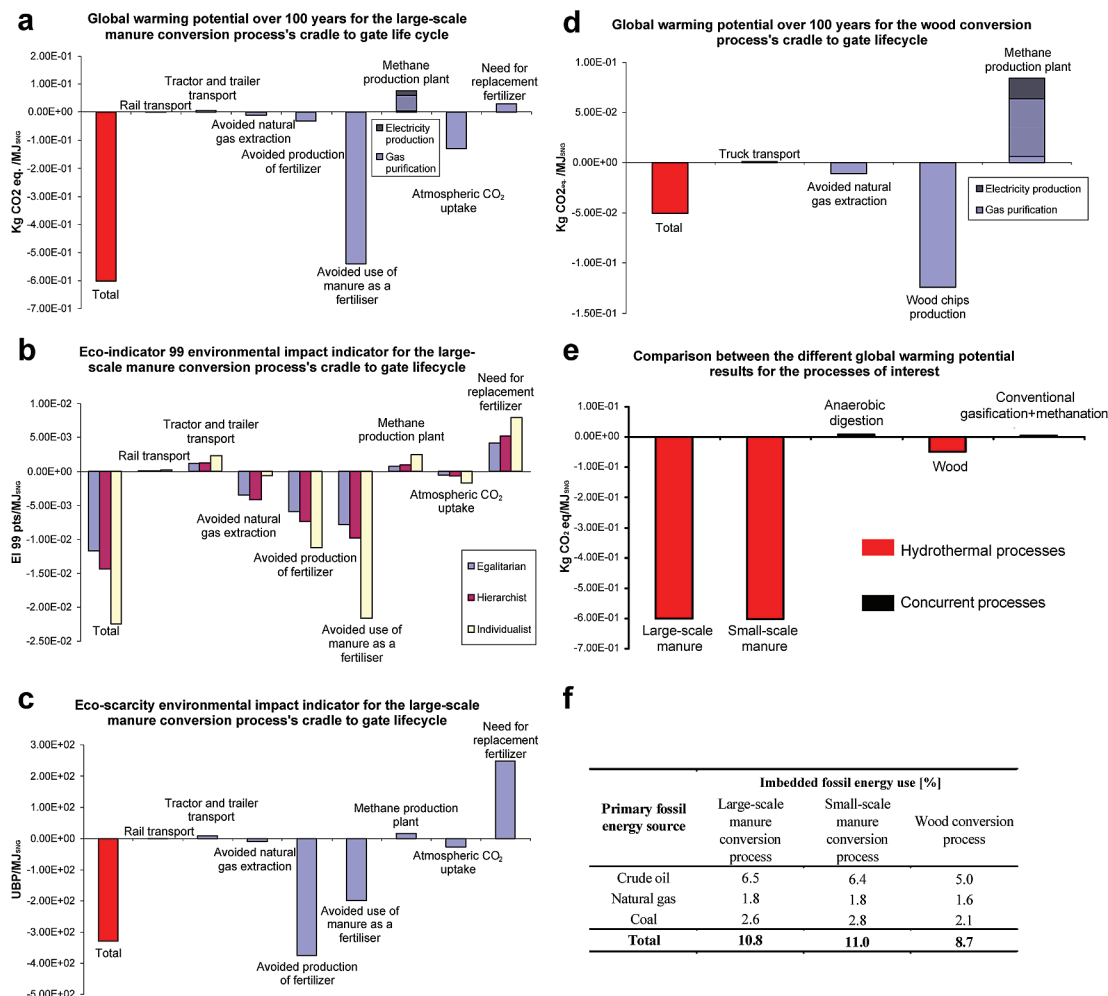 a
Global warming potential over 100 years for the large-scale
manure conversion process's cradle to gate life cycle
Kg CO2 eq. /MJSNG
2.00E-01
1.00E-01
0.00E+00
-1.00E-01
-2.00E-01
-3.00E-01
-4.00E-01
-5.00E-01
-6.00E-01
-7.00E-01
Total
Rail transport
Tractor and trailer
transport
Avoided natural
gas extraction
Avoided production
of fertilizer
Avoided use of
manure as a
fertiliser
Methane
production plant
Electricity
production
Gas
purification
Atmospheric CO2
uptake
Need for
replacement
fertilizer
b
Eco-indicator 99 environmental impact indicator for the large-
scale manure conversion process's cradle to gate lifecycle
EI 99 pts/MJSNG
1.00E-02
5.00E-03
0.00E+00
-5.00E-03
-1.00E-02
-1.50E-02
-2.00E-02
-2.50E-02
Total
Rail transport
Tractor and trailer
transport
Avoided natural
gas extraction
Avoided production
of fertilizer
Avoided use of
manure as a
fertiliser
Methane
production plant
Atmospheric CO2
uptake
Need for
replacement
fertilizer
Egalitarian
Hierarchist
Individualist
c
Eco-scarcity environmental impact indicator for the large-scale
manure conversion process's cradle to gate lifecycle
UBP/MJSNG
3.00E+02
2.00E+02
1.00E+02
0.00E+00
-1.00E+02
-2.00E+02
-3.00E+02
-4.00E+02
-5.00E+02
Total
Rail transport
Tractor and trailer
transport
Avoided natural
gas extraction
Avoided production
of fertilizer
Avoided use of
manure as a
fertiliser
Methane production
plant
Atmospheric CO2
uptake
Need for
replacement
fertilizer
d
Global warming potential over 100 years for the wood conversion
process's cradle to gate lifecycle
Kg CO2eq. /MJSNG
1.00E-01
5.00E-02
0.00E+00
-5.00E-02
-1.00E-01
-1.50E-01
Total
Truck transport
Avoided natural
gas extraction
Wood chips
production
Methane
production plant
Electricity production
Gas purification
e
Comparison between the different global warming potential
results for the processes of interest
Kg CO2 eq/MJSNG
1.00E-01
0.00E+00
-1.00E-01
-2.00E-01
-3.00E-01
-4.00E-01
-5.00E-01
-6.00E-01
-7.00E-01
Large-scale
manure
Small-scale
manure
Anaerobic
digestion
Wood
Conventional
gasification+methanation
Hydrothermal processes
Concurrent processes
f
Imbedded fossil energy use [%]
Primary fossil
energy source
Large-scale
manure
conversion
process
Small-scale
manure
conversion
process
Wood conversion
process
Crude oil 6.5 6.4 5.0
Natural gas 1.8 1.8 1.6
Coal 2.6 2.8 2.1
Total 10.8 11.0 8.7